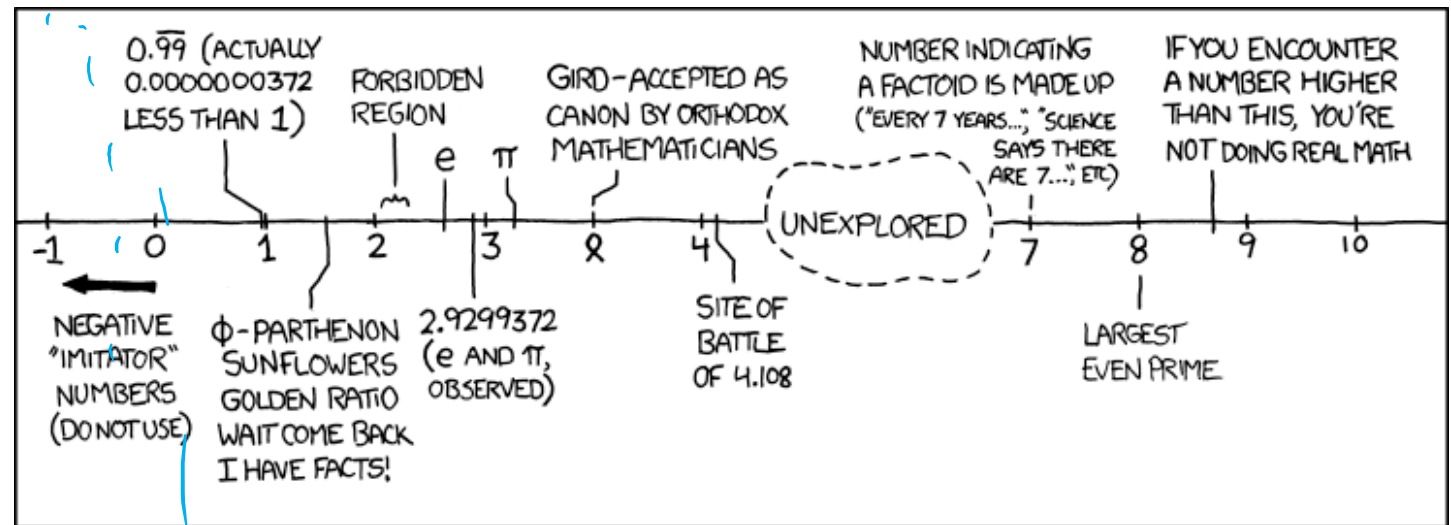 0.9̅9̅ (ACTUALLY
0.0000000372
LESS THAN 1)
FORBIDDEN
REGION
e
π
GIRD-ACCEPTED AS
CANON BY ORTHODOX
MATHEMATICIANS
NUMBER INDICATING
A FACTOID IS MADE UP
("EVERY 7 YEARS...", "SCIENCE
SAYS THERE
ARE 7...", ETC)
IF YOU ENCOUNTER
A NUMBER HIGHER
THAN THIS, YOU'RE
NOT DOING REAL MATH
UNEXPLORED
-1 0 1 2 3 4 7 8 9 10
NEGATIVE
"IMITATOR"
NUMBERS
(DO NOT USE)
ϕ-PARTHENON
SUNFLOWERS
GOLDEN RATIO
WAIT COME BACK
I HAVE FACTS!
2.9299372
(e AND π,
OBSERVED)
SITE OF
BATTLE
OF 4.108
LARGEST
EVEN PRIME